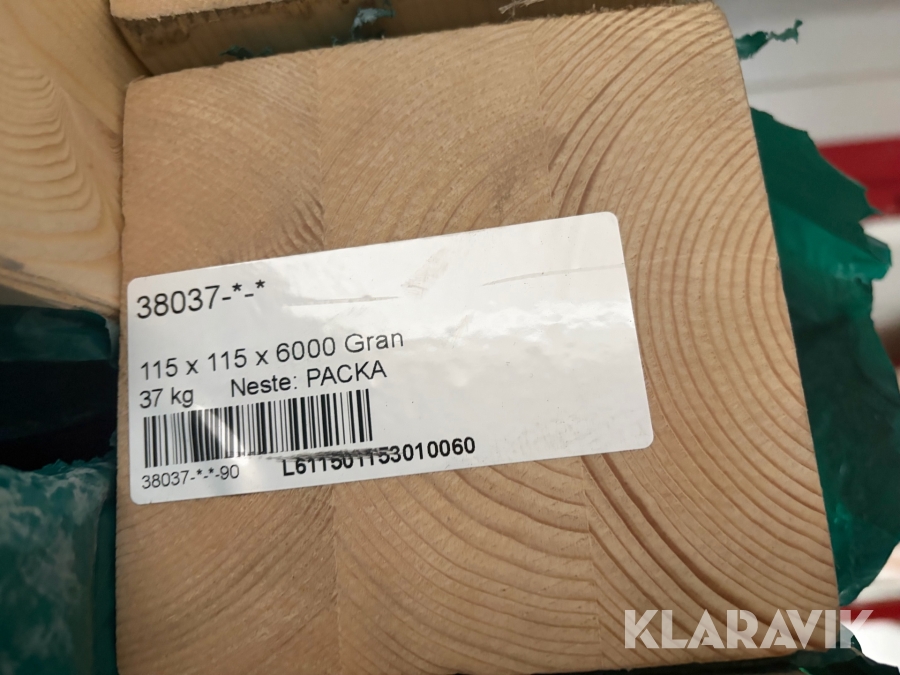 38037-*-*
115 x 115 x 6000 Gran
37 kg Neste: PACKA
38037-*-*-90 L611501153010060
KLARAVIK